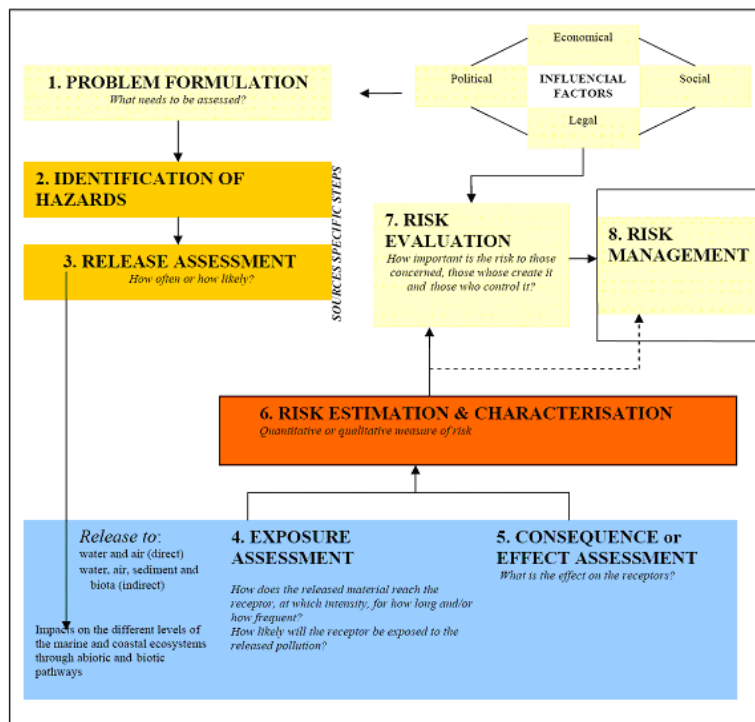 Economical
Political
INFLUENCIAL
FACTORS
Social
Legal
1. PROBLEM FORMULATION
What needs to be assessed?
2. IDENTIFICATION OF
HAZARDS
3. RELEASE ASSESSMENT
How often or how likely?
SOURCES SPECIFIC STEPS
7. RISK
EVALUATION
How important is the risk to those
concerned, those whose create it
and those who control it?
8. RISK
MANAGEMENT
6. RISK ESTIMATION & CHARACTERISATION
Quantitative or qualitative measure of risk
Release to:
water and air (direct)
water, air, sediment and
biota (indirect)
Impacts on the different levels of
the marine and coastal ecosystems
through abiotic and biotic
pathways
4. EXPOSURE
ASSESSMENT
How does the released material reach the
receptor, at which intensity, for how long and/or
how frequent?
How likely will the receptor be exposed to the
released pollution?
5. CONSEQUENCE or
EFFECT ASSESSMENT
What is the effect on the receptors?